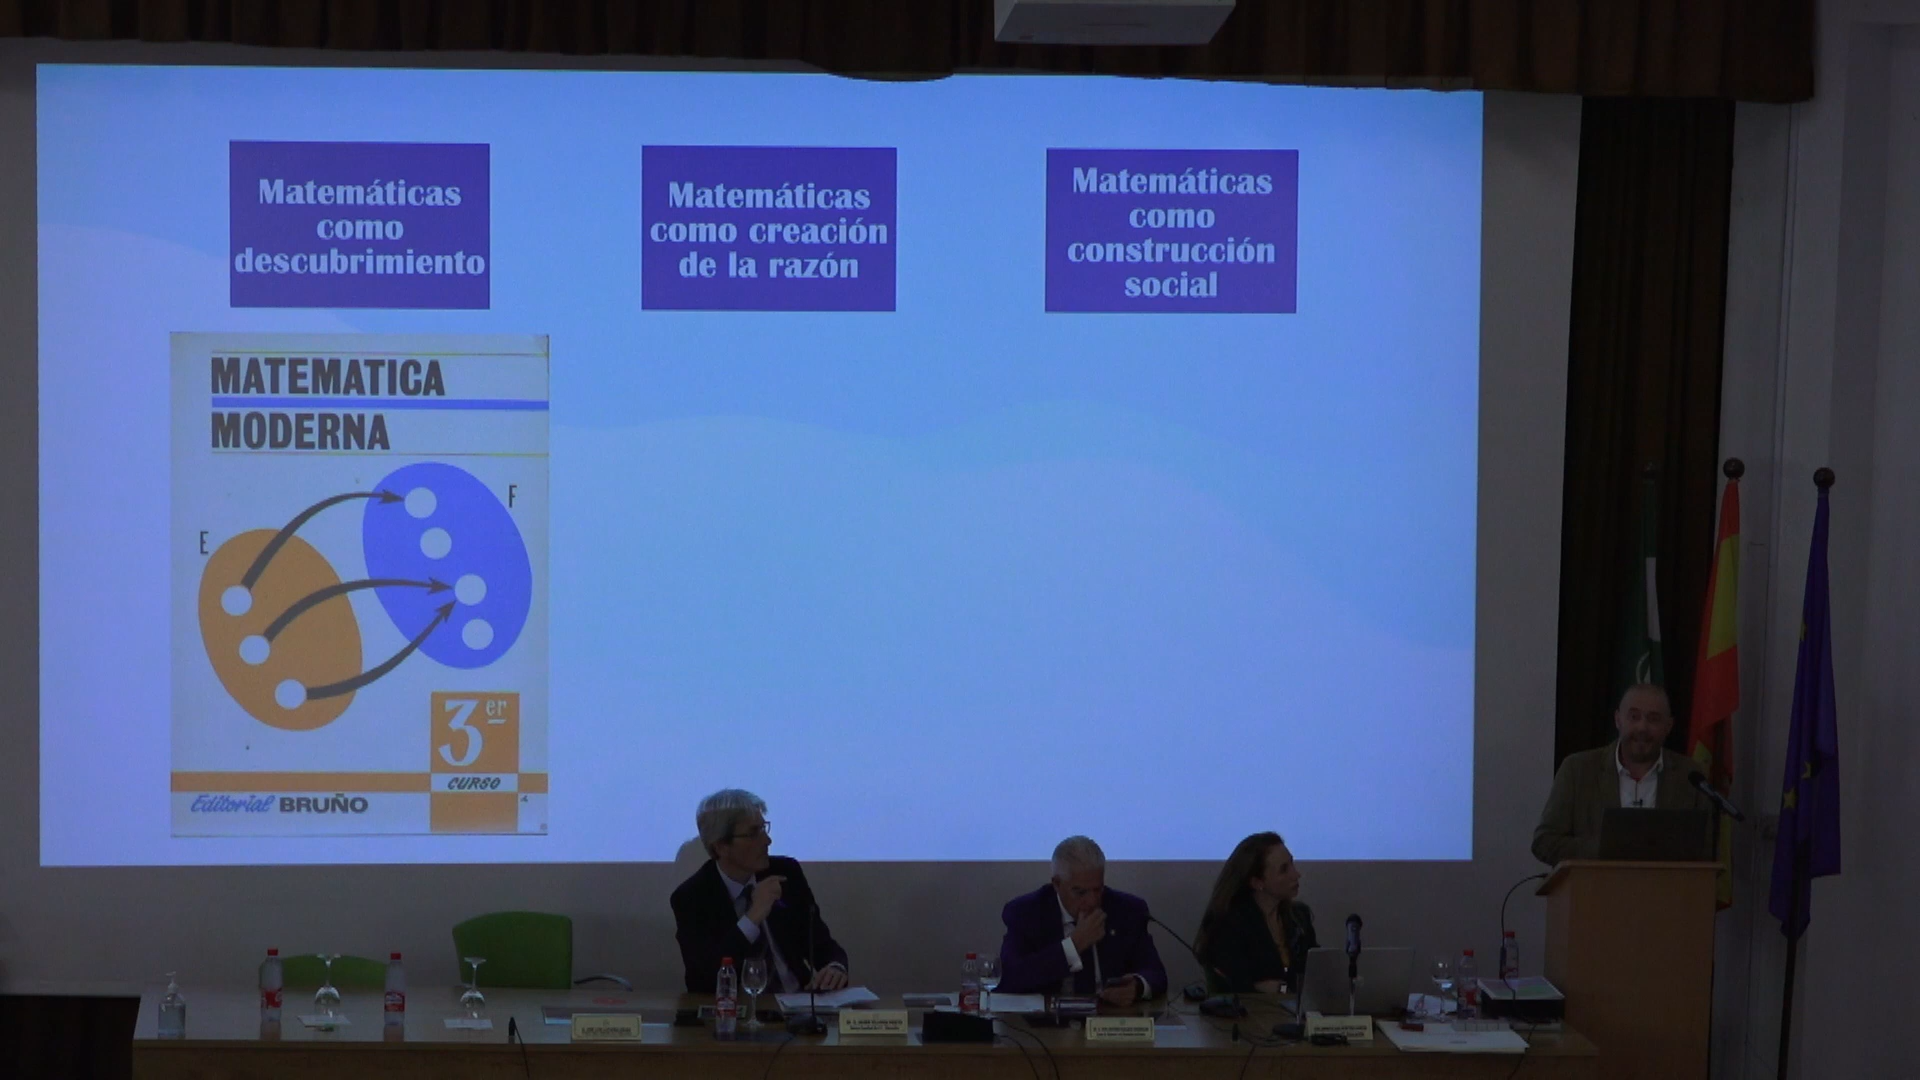 Matemáticas
como
descubrimiento
Matemáticas
como creación
de la razón
Matemáticas
como
construcción
social
MATEMATICA
MODERNA
F
E
3er
CURSO
Editorial BRUÑO